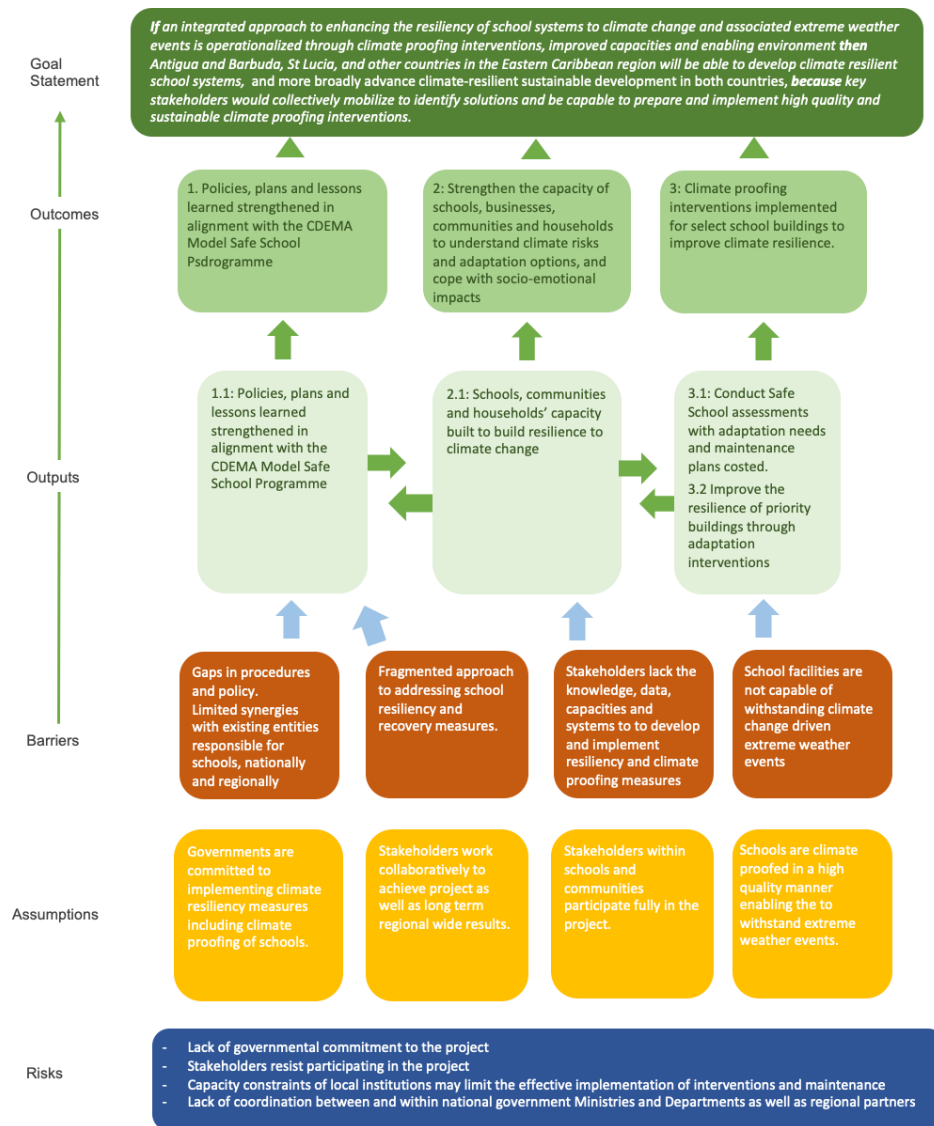 Goal
Statement
If an integrated approach to enhancing the resiliency of school systems to climate change and associated extreme weather
events is operationalized through climate proofing interventions, improved capacities and enabling environment then
Antigua and Barbuda, St Lucia, and other countries in the Eastern Caribbean region will be able to develop climate resilient
school systems, and more broadly advance climate-resilient sustainable development in both countries, because key
stakeholders would collectively mobilize to identify solutions and be capable to prepare and implement high quality and
sustainable climate proofing interventions.
Outcomes
1. Policies, plans and lessons
learned strengthened in
alignment with the CDEMA
Model Safe School
Psdrogramme
2: Strengthen the capacity of
schools, businesses,
communities and households
to understand climate risks
and adaptation options, and
cope with socio-emotional
impacts
3: Climate proofing
interventions implemented
for select school buildings to
improve climate resilience.
Outputs
1.1: Policies, plans and
lessons learned
strengthened in
alignment with the
CDEMA Model Safe
School Programme
2.1: Schools, communities
and households' capacity
built to build resilience to
climate change
3.1: Conduct Safe
School assessments
with adaptation needs
and maintenance
plans costed.
3.2 Improve the
resilience of priority
buildings through
adaptation
interventions
Barriers
Gaps in procedures
and policy.
Limited synergies
with existing entities
responsible for
schools, nationally
and regionally
Fragmented approach
to addressing school
resiliency and
recovery measures.
Stakeholders lack the
knowledge, data,
capacities and
systems to to develop
and implement
resiliency and climate
proofing measures
School facilities are
not capable of
withstanding climate
change driven
extreme weather
events
Assumptions
Governments are
committed to
implementing climate
resiliency measures
including climate
proofing of schools.
Stakeholders work
collaboratively to
achieve project as
well as long term
regional wide results.
Stakeholders within
schools and
communities
participate fully in the
project.
Schools are climate
proofed in a high
quality manner
enabling the to
withstand extreme
weather events.
Risks
- Lack of governmental commitment to the project
- Stakeholders resist participating in the project
- Capacity constraints of local institutions may limit the effective implementation of interventions and maintenance
- Lack of coordination between and within national government Ministries and Departments as well as regional partners